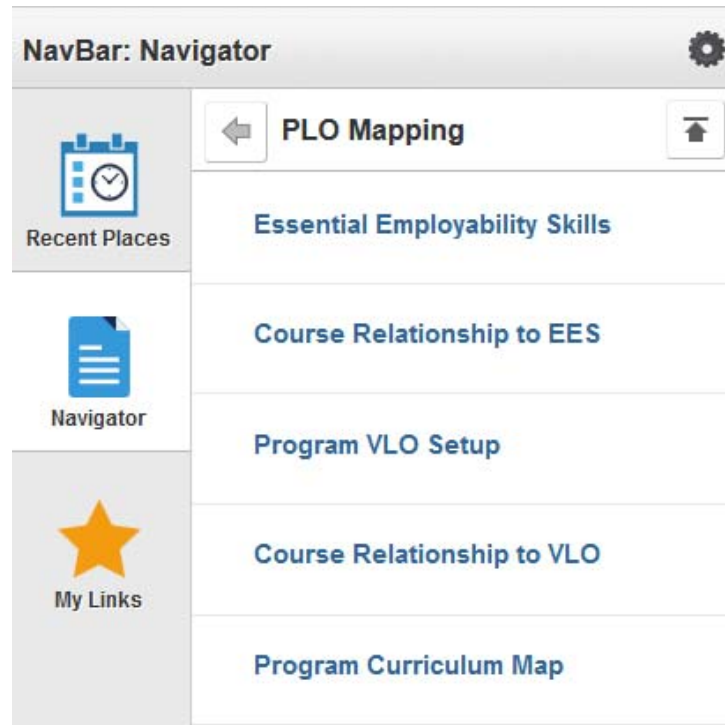 NavBar: Navigator
Recent Places
Navigator
My Links
PLO Mapping
Essential Employability Skills
Course Relationship to EES
Program VLO Setup
Course Relationship to VLO
Program Curriculum Map